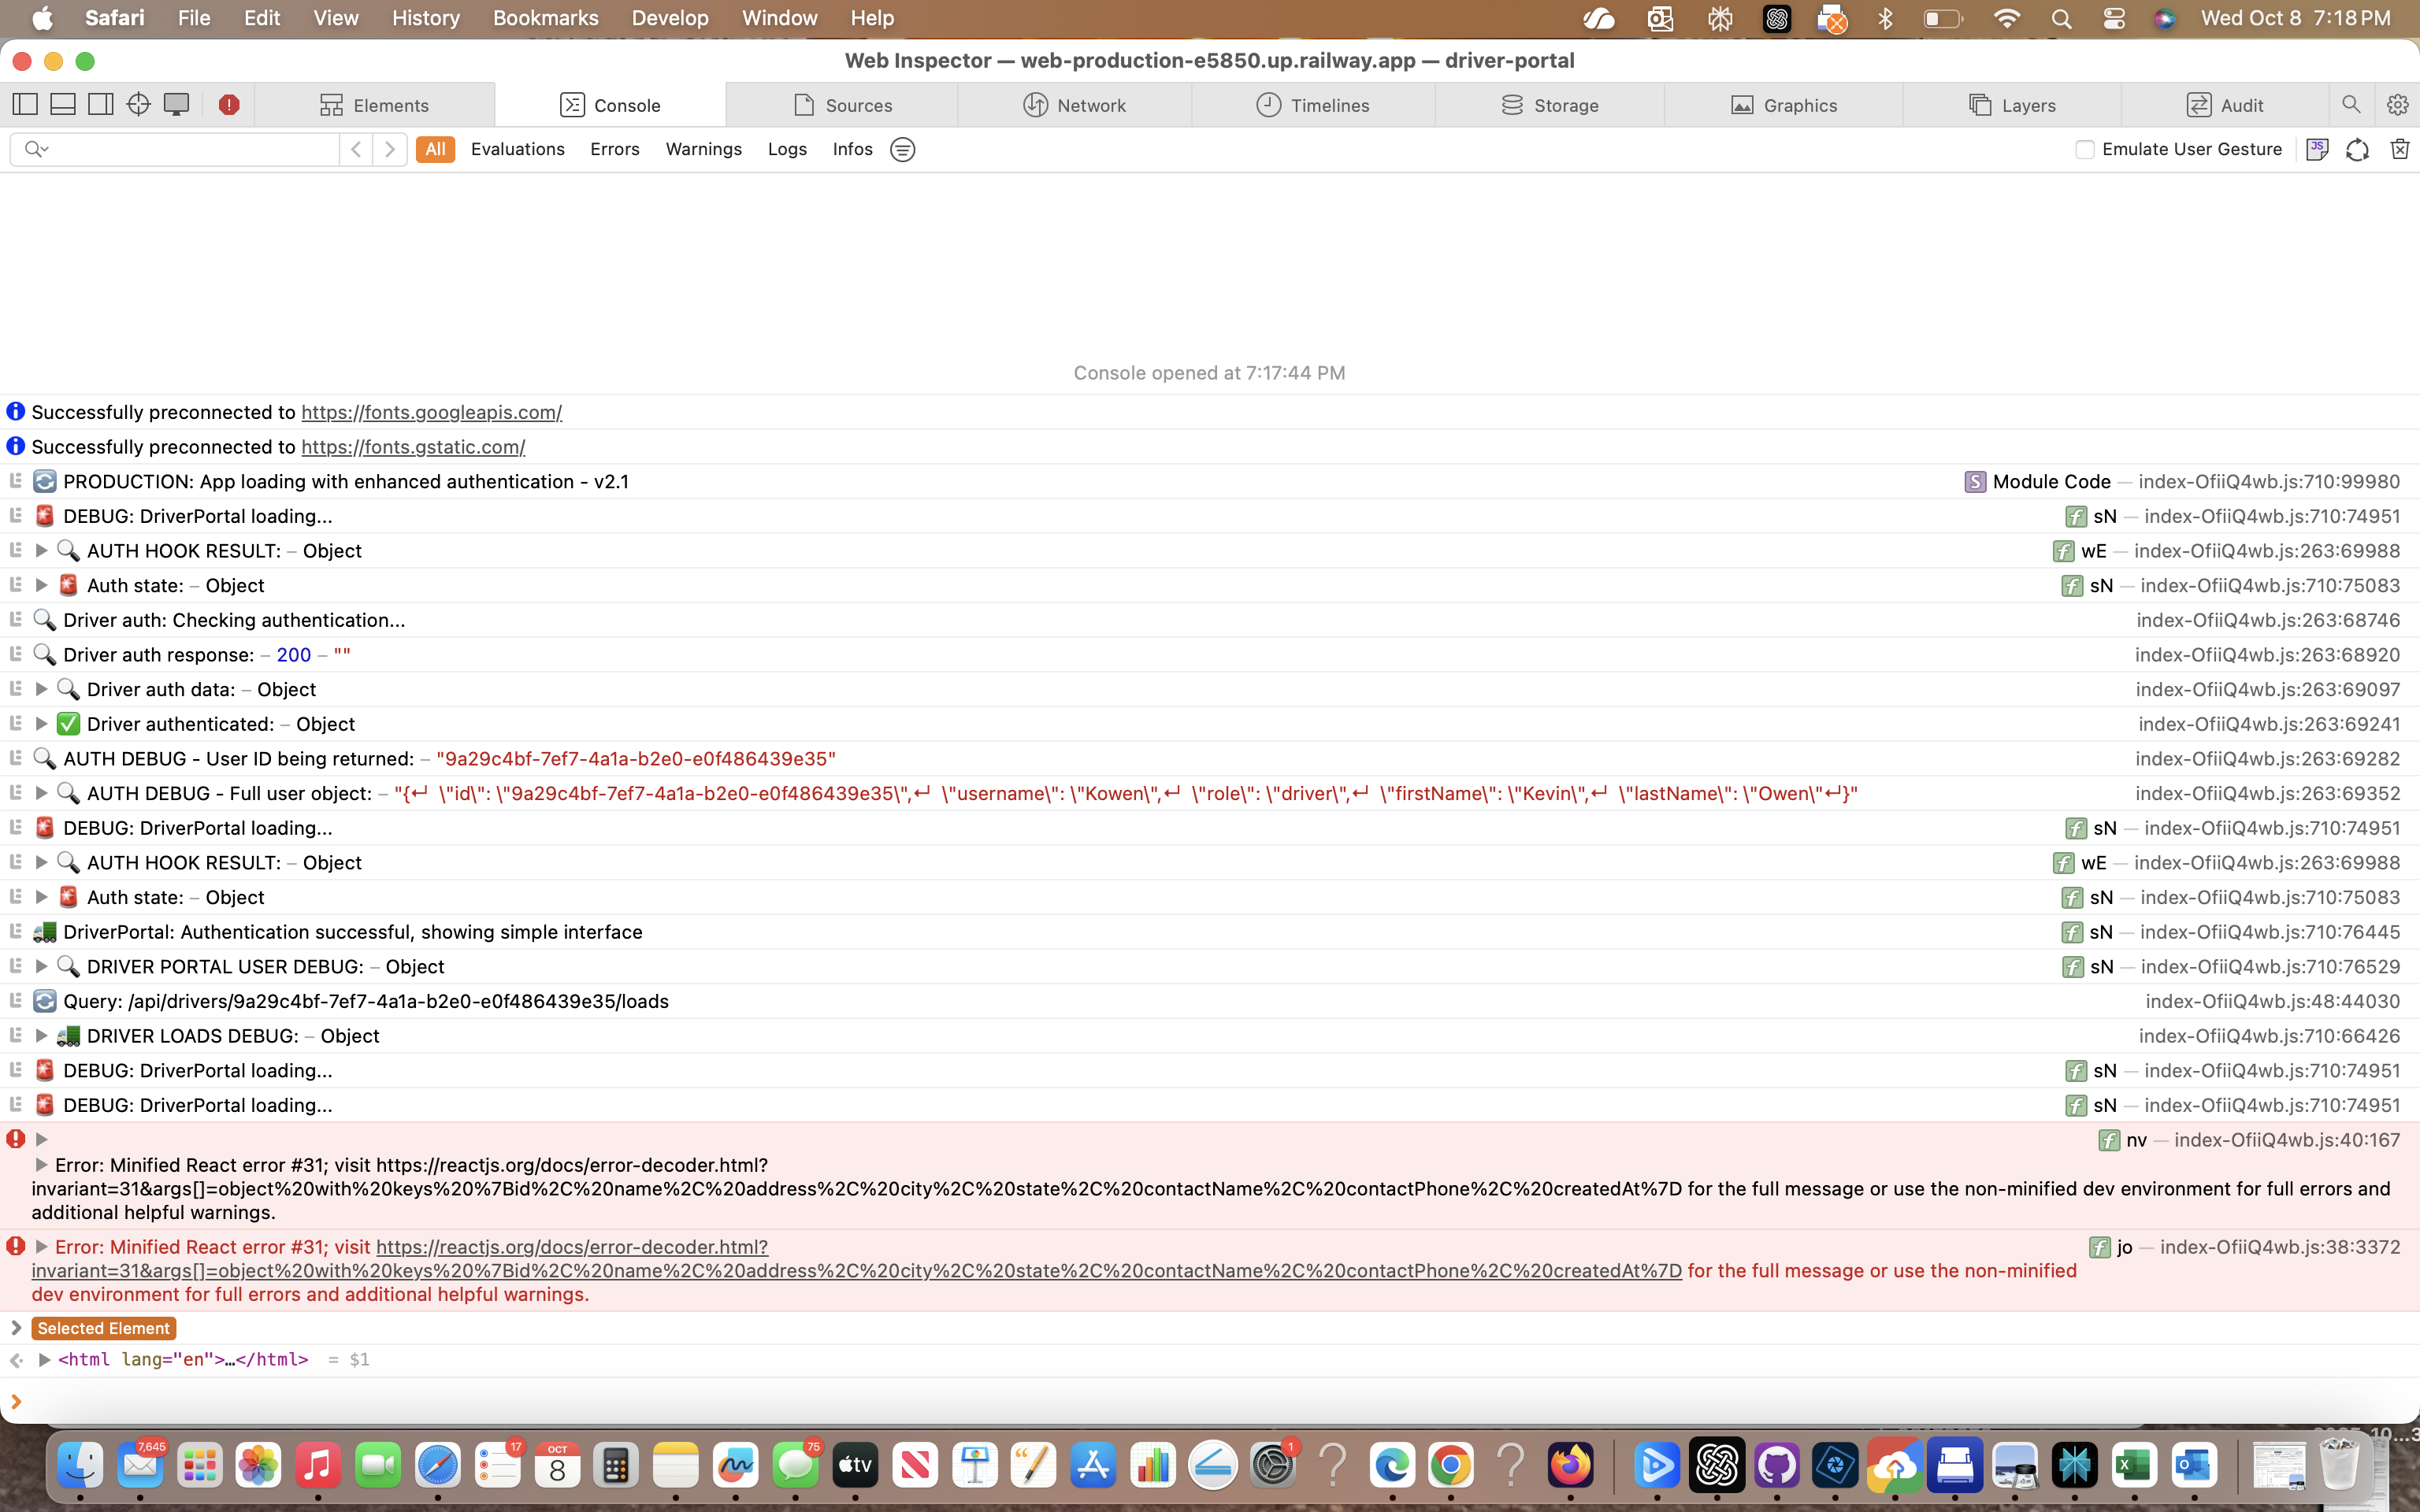 Safari File Edit View History Bookmarks Develop Window Help Wed Oct 8 7:18 PM
Web Inspector — web-production-e5850.up.railway.app — driver-portal
Elements Console Sources Network Timelines Storage Graphics Layers Audit
All Evaluations Errors Warnings Logs Infos Emulate User Gesture JS
Console opened at 7:17:44 PM
Successfully preconnected to https://fonts.googleapis.com/
Successfully preconnected to https://fonts.gstatic.com/
PRODUCTION: App loading with enhanced authentication - v2.1 S Module Code — index-OfiiQ4wb.js:710:99980
DEBUG: DriverPortal loading... f sN — index-OfiiQ4wb.js:710:74951
AUTH HOOK RESULT: – Object f wE — index-OfiiQ4wb.js:263:69988
Auth state: – Object f sN — index-OfiiQ4wb.js:710:75083
Driver auth: Checking authentication... index-OfiiQ4wb.js:263:68746
Driver auth response: – 200 – "" index-OfiiQ4wb.js:263:68920
Driver auth data: – Object index-OfiiQ4wb.js:263:69097
Driver authenticated: – Object index-OfiiQ4wb.js:263:69241
AUTH DEBUG - User ID being returned: – "9a29c4bf-7ef7-4a1a-b2e0-e0f486439e35" index-OfiiQ4wb.js:263:69282
AUTH DEBUG - Full user object: – "{↵ \"id\": \"9a29c4bf-7ef7-4a1a-b2e0-e0f486439e35\",↵ \"username\": \"Kowen\",↵ \"role\": \"driver\",↵ \"firstName\": \"Kevin\",↵ \"lastName\": \"Owen\"↵}" index-OfiiQ4wb.js:263:69352
DEBUG: DriverPortal loading... f sN — index-OfiiQ4wb.js:710:74951
AUTH HOOK RESULT: – Object f wE — index-OfiiQ4wb.js:263:69988
Auth state: – Object f sN — index-OfiiQ4wb.js:710:75083
DriverPortal: Authentication successful, showing simple interface f sN — index-OfiiQ4wb.js:710:76445
DRIVER PORTAL USER DEBUG: – Object f sN — index-OfiiQ4wb.js:710:76529
Query: /api/drivers/9a29c4bf-7ef7-4a1a-b2e0-e0f486439e35/loads index-OfiiQ4wb.js:48:44030
DRIVER LOADS DEBUG: – Object index-OfiiQ4wb.js:710:66426
DEBUG: DriverPortal loading... f sN — index-OfiiQ4wb.js:710:74951
DEBUG: DriverPortal loading... f sN — index-OfiiQ4wb.js:710:74951
f nv — index-OfiiQ4wb.js:40:167
Error: Minified React error #31; visit https://reactjs.org/docs/error-decoder.html?
invariant=31&args[]=object%20with%20keys%20%7Bid%2C%20name%2C%20address%2C%20city%2C%20state%2C%20contactName%2C%20contactPhone%2C%20createdAt%7D for the full message or use the non-minified dev environment for full errors and
additional helpful warnings.
Error: Minified React error #31; visit https://reactjs.org/docs/error-decoder.html? f jo — index-OfiiQ4wb.js:38:3372
invariant=31&args[]=object%20with%20keys%20%7Bid%2C%20name%2C%20address%2C%20city%2C%20state%2C%20contactName%2C%20contactPhone%2C%20createdAt%7D for the full message or use the non-minified
dev environment for full errors and additional helpful warnings.
Selected Element
<html lang="en">…</html> = $1
7,645 17 OCT 8 75 tv 1